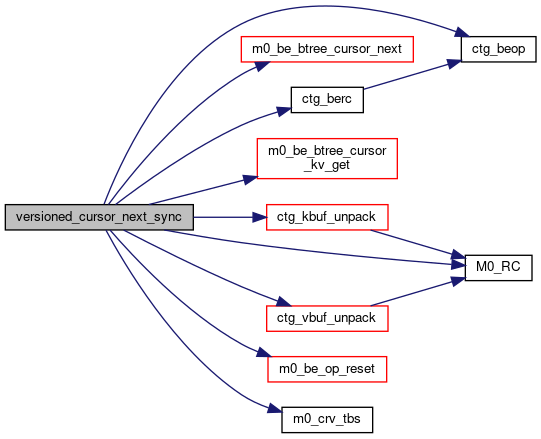 versioned_cursor_next_sync
ctg_beop
m0_be_btree_cursor_next
ctg_berc
m0_be_btree_cursor
_kv_get
ctg_kbuf_unpack
M0_RC
ctg_vbuf_unpack
m0_be_op_reset
m0_crv_tbs